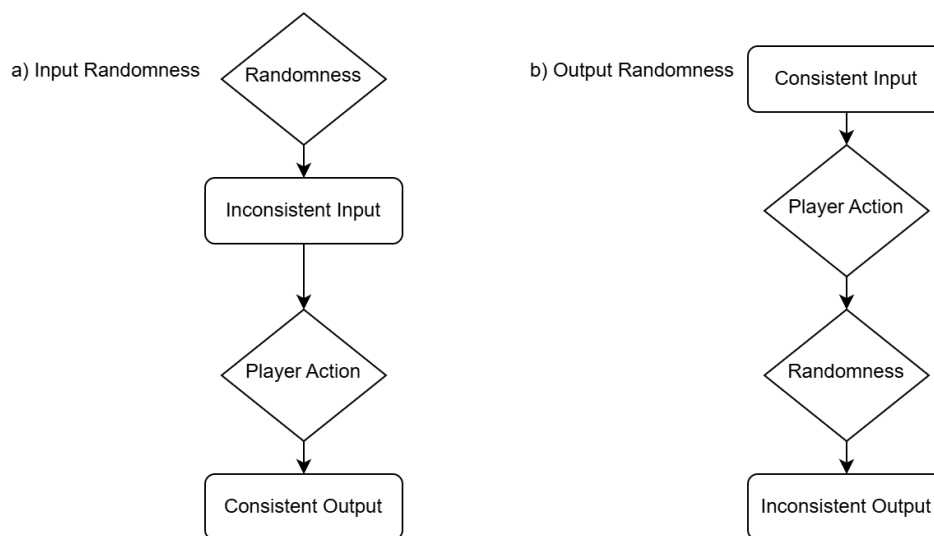 a) Input Randomness
Randomness
Inconsistent Input
Player Action
Consistent Output
b) Output Randomness
Consistent Input
Player Action
Randomness
Inconsistent Output